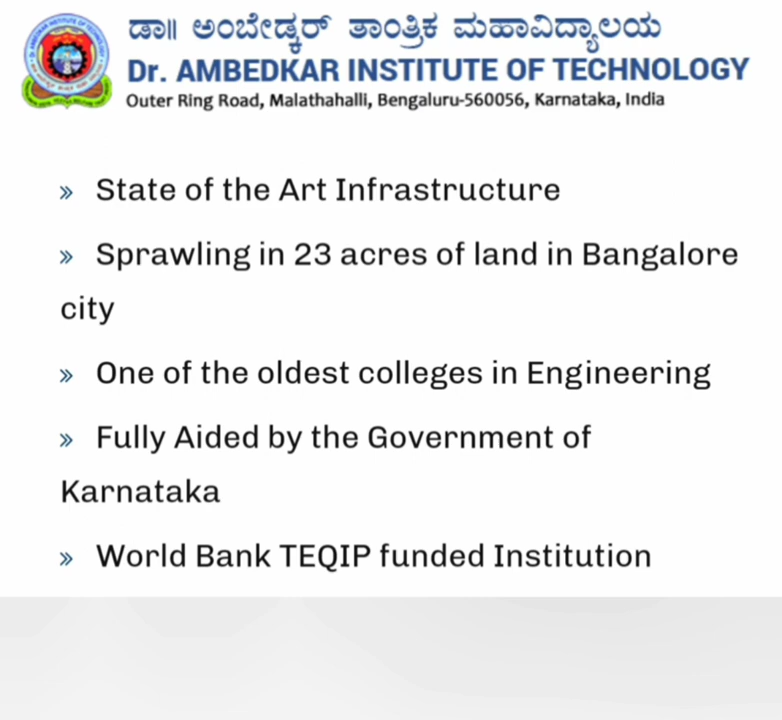 ಡಾ॥ ಅಂಬೇಡ್ಕರ್ ತಾಂತ್ರಿಕ ಮಹಾವಿದ್ಯಾಲಯ
Dr. AMBEDKAR INSTITUTE OF TECHNOLOGY
Outer Ring Road, Malathahalli, Bengaluru-560056, Karnataka, India
» State of the Art Infrastructure
» Sprawling in 23 acres of land in Bangalore
city
» One of the oldest colleges in Engineering
» Fully Aided by the Government of
Karnataka
» World Bank TEQIP funded Institution